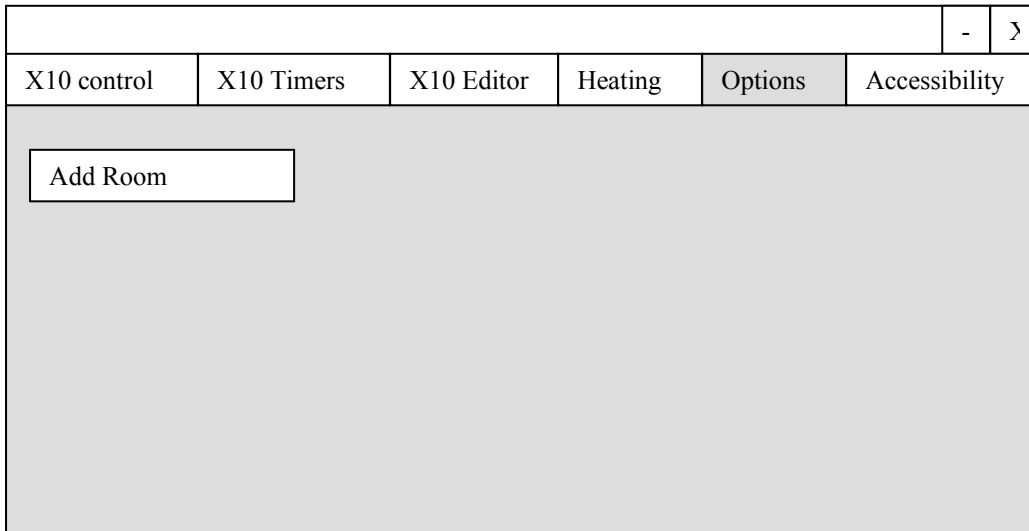 - X
X10 control X10 Timers X10 Editor Heating Options Accessibility
Add Room